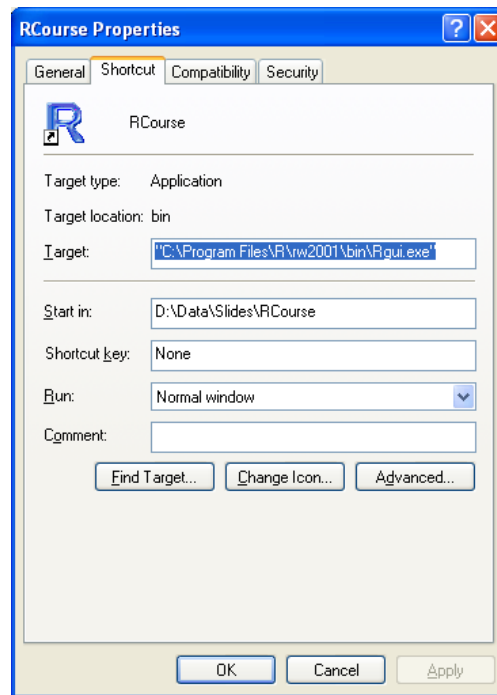 RCourse Properties
General Shortcut Compatibility Security
RCourse
Target type: Application
Target location: bin
Target: "C:\Program Files\R\rw2001\bin\Rgui.exe"
Start in: D:\Data\Slides\RCourse
Shortcut key: None
Run: Normal window
Comment:
Find Target... Change Icon... Advanced...
OK Cancel Apply